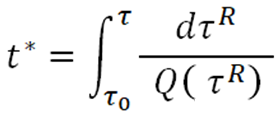 t* = ∫_{τ₀}^{τ} dτ^R / Q( τ^R )